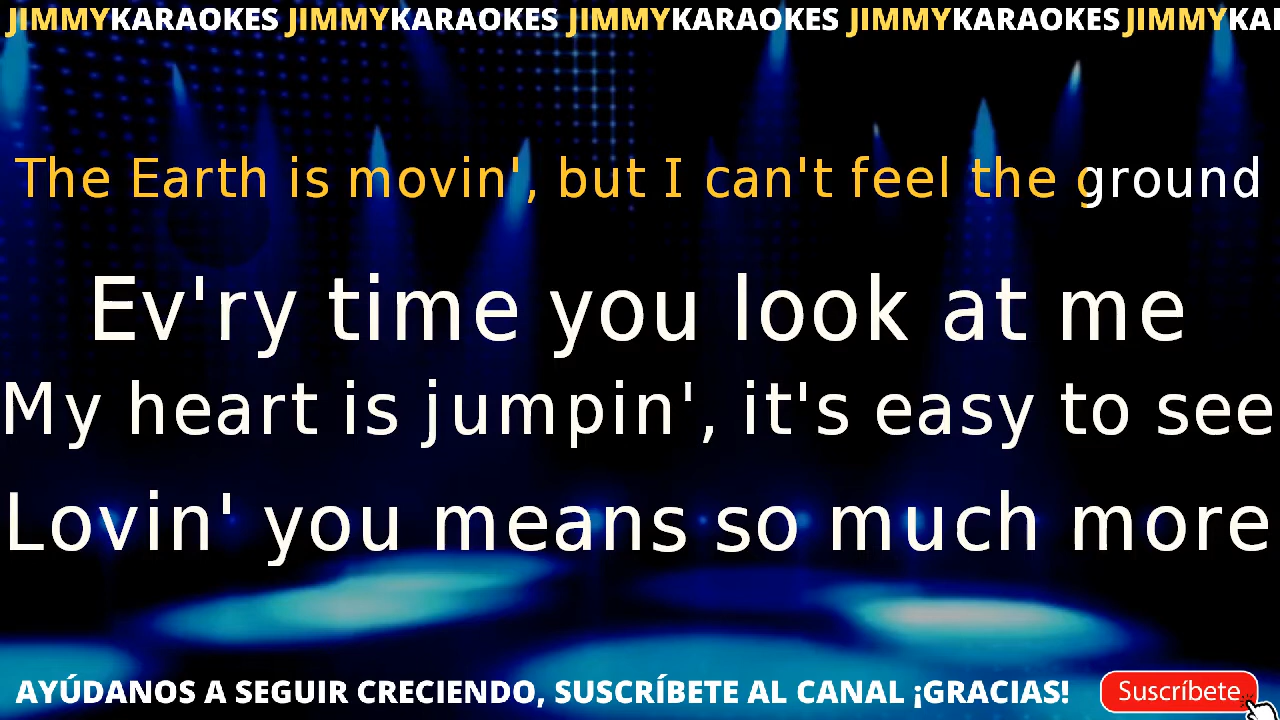 JIMMYKARAOKES JIMMYKARAOKES JIMMYKARAOKES JIMMYKARAOKES JIMMYKAI
The Earth is movin', but I can't feel the ground
Ev'ry time you look at me
My heart is jumpin', it's easy to see
Lovin' you means so much more
AYÚDANOS A SEGUIR CRECIENDO, SUSCRÍBETE AL CANAL ¡GRACIAS! Suscríbete